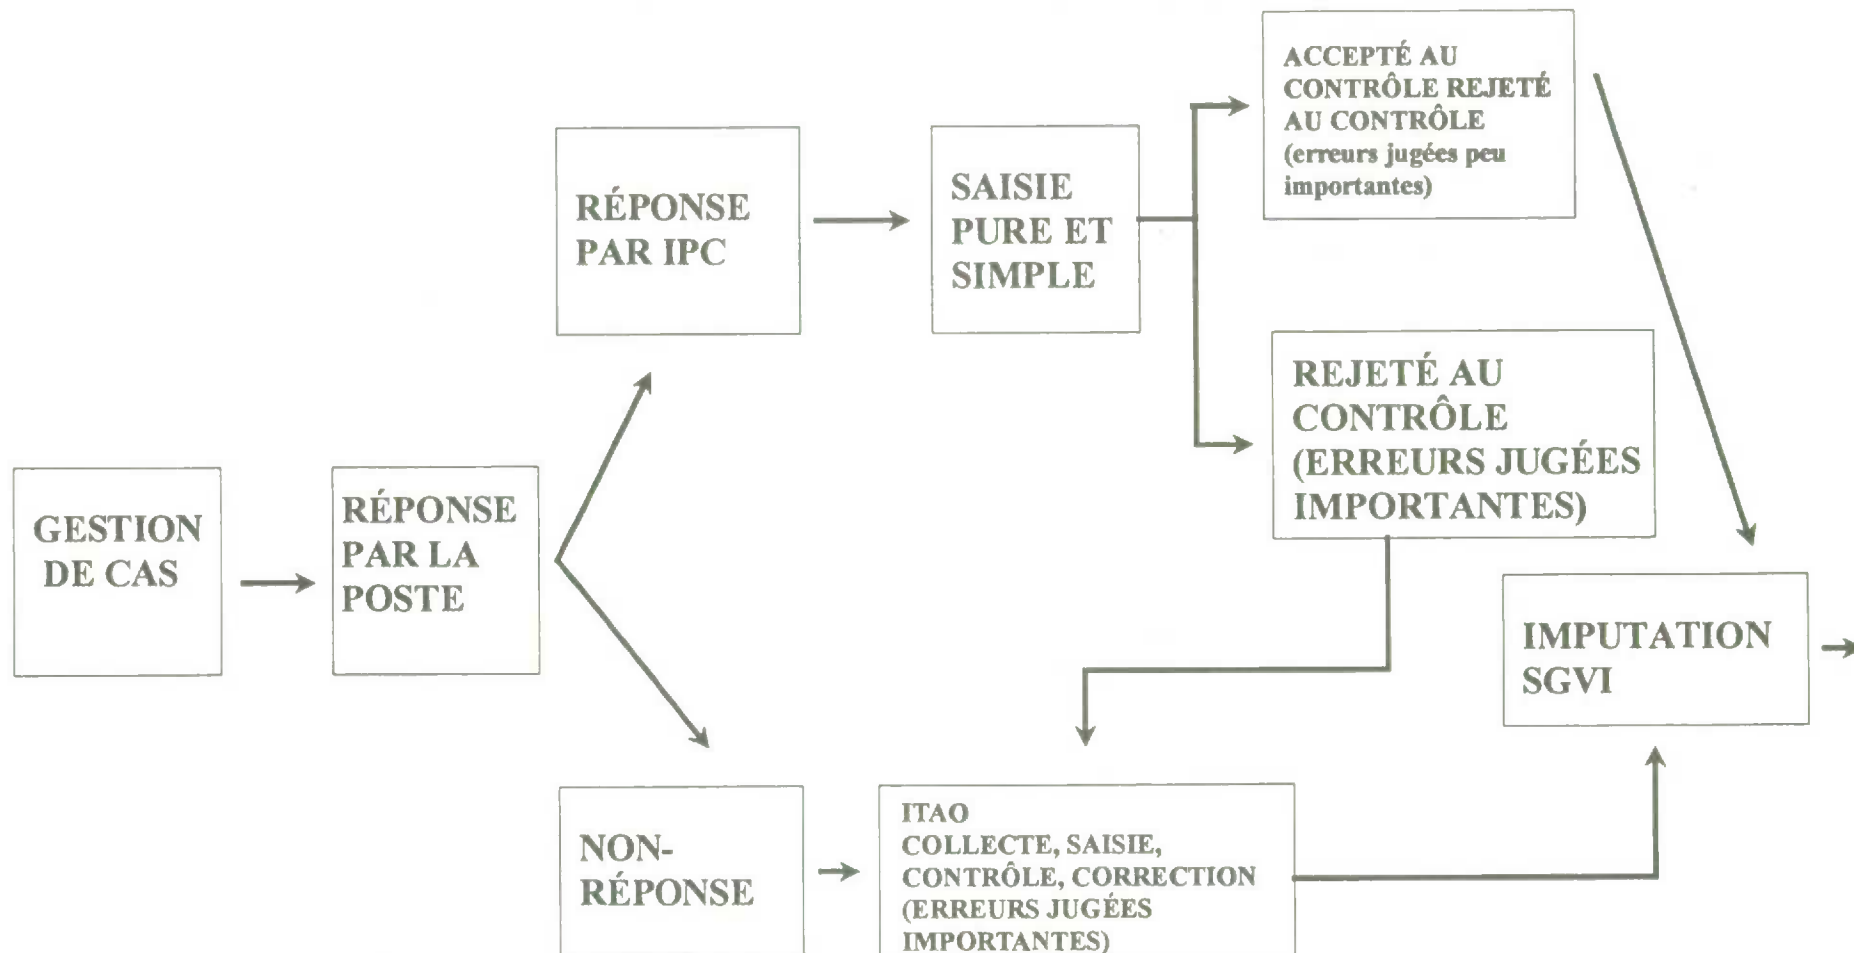 GESTION
DE CAS
RÉPONSE
PAR LA
POSTE
RÉPONSE
PAR IPC
SAISIE
PURE ET
SIMPLE
ACCEPTÉ AU
CONTRÔLE REJETÉ
AU CONTRÔLE
(erreurs jugées peu
importantes)
REJETÉ AU
CONTRÔLE
(ERREURS JUGÉES
IMPORTANTES)
NON-
RÉPONSE
ITAO
COLLECTE, SAISIE,
CONTRÔLE, CORRECTION
(ERREURS JUGÉES
IMPORTANTES)
IMPUTATION
SGVI